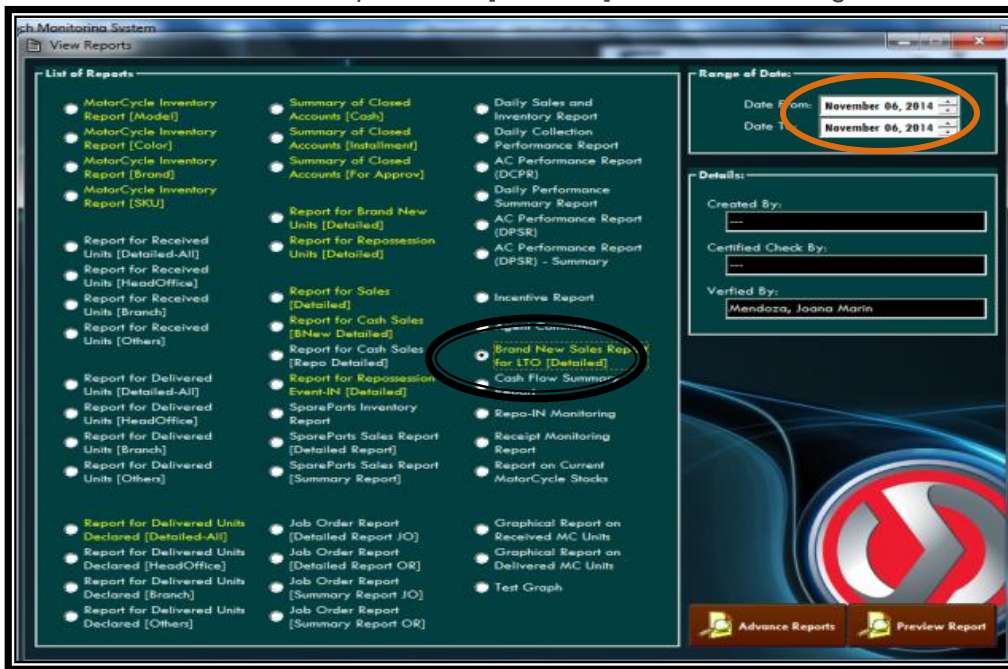 ch Monitoring System
View Reports
List of Reports
MotorCycle Inventory
Report [Model]
MotorCycle Inventory
Report [Color]
MotorCycle Inventory
Report [Brand]
MotorCycle Inventory
Report [SKU]
Report for Received
Units [Detailed-All]
Report for Received
Units [HeadOffice]
Report for Received
Units [Branch]
Report for Received
Units [Others]
Report for Delivered
Units [Detailed-All]
Report for Delivered
Units [HeadOffice]
Report for Delivered
Units [Branch]
Report for Delivered
Units [Others]
Report for Delivered Units
Declared [Detailed-All]
Report for Delivered Units
Declared [HeadOffice]
Report for Delivered Units
Declared [Branch]
Report for Delivered Units
Declared [Others]
Summary of Closed
Accounts [Cash]
Summary of Closed
Accounts [Installment]
Summary of Closed
Accounts [For Approv]
Report for Brand New
Units [Detailed]
Report for Repossession
Units [Detailed]
Report for Sales
[Detailed]
Report for Cash Sales
[BNew Detailed]
Report for Cash Sales
[Repo Detailed]
Report for Repossession
Event-IN [Detailed]
SpareParts Inventory
Report
SpareParts Sales Report
[Detailed Report]
SpareParts Sales Report
[Summary Report]
Job Order Report
[Detailed Report JO]
Job Order Report
[Detailed Report OR]
Job Order Report
[Summary Report JO]
Job Order Report
[Summary Report OR]
Daily Sales and
Inventory Report
Daily Collection
Performance Report
AC Performance Report
(DCPR)
Daily Performance
Summary Report
AC Performance Report
(DPSR)
AC Performance Report
(DPSR) - Summary
Incentive Report
Agent
Brand New Sales Report
for LTO [Detailed]
Cash Flow Summary
Report
Repo-IN Monitoring
Receipt Monitoring
Report
Report on Current
MotorCycle Stocks
Graphical Report on
Received MC Units
Graphical Report on
Delivered MC Units
Test Graph
Range of Date:
Date From: November 06, 2014
Date To: November 06, 2014
Details:
Created By:
---
Certified Check By:
---
Verfied By:
Mendoza, Joana Marin
Advance Reports
Preview Report